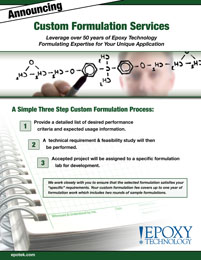 Announcing
Custom Formulation Services
Leverage over 50 years of Epoxy Technology
Formulating Expertise for Your Unique Application
A Simple Three Step Custom Formulation Process:
1 Provide a detailed list of desired performance
criteria and expected usage information.
2 A technical requirement & feasibility study will then
be performed.
3 Accepted project will be assigned to a specific formulation
lab for development.
We work closely with you to ensure that the selected formulation satisfies your
"specific" requirements. Your custom formulation fee covers up to one year of
formulation work which includes two rounds of sample formulations.
EPOXY
TECHNOLOGY
epotek.com